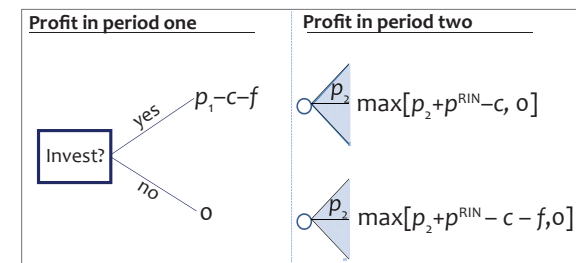 Profit in period one
Profit in period two
Invest?
yes
p₁–c–f
no
0
p₂
max[p₂+pᴿᴵᴺ–c, 0]
p₂
max[p₂+pᴿᴵᴺ – c – f,0]